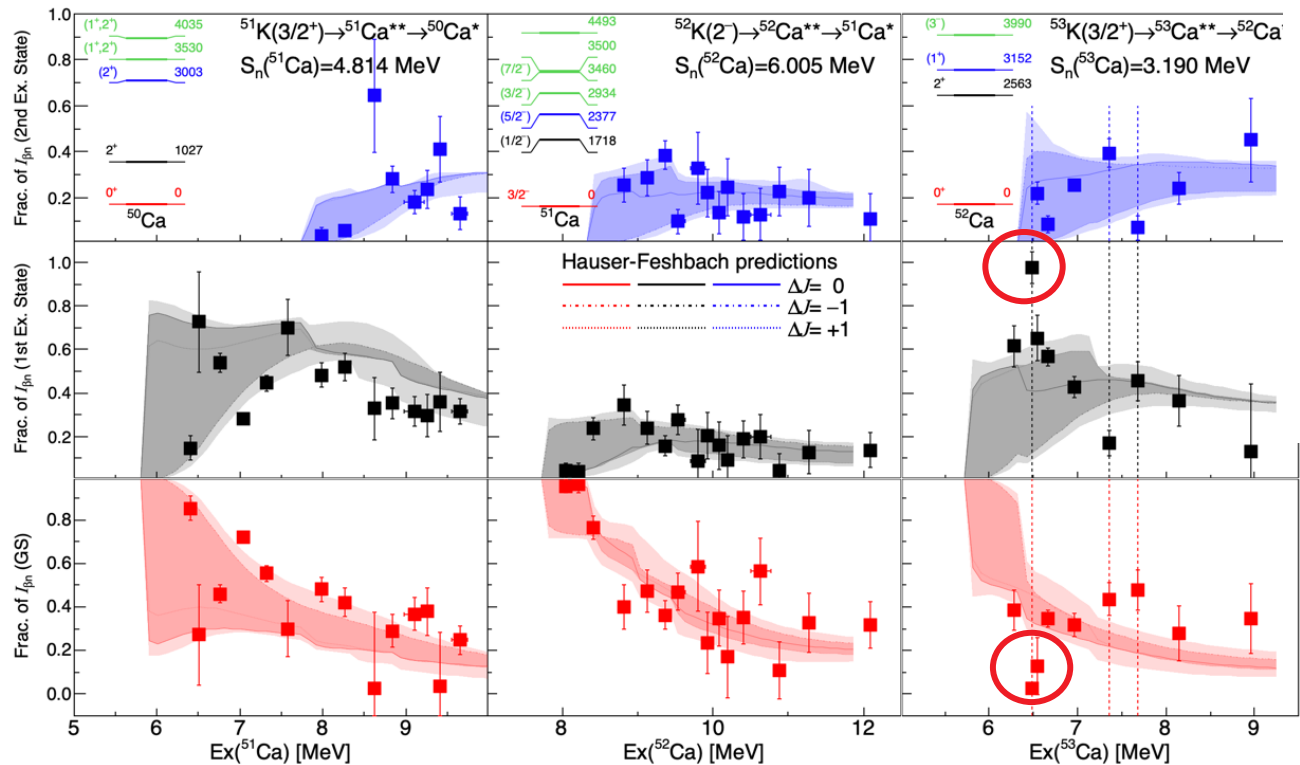 ⁵¹K(3/2⁺)→⁵¹Ca**→⁵⁰Ca*
Sₙ(⁵¹Ca)=4.814 MeV
(1⁺,2⁺) 4035
(1⁺,2⁺) 3530
(2⁺) 3003
2⁺ 1027
0⁺ 0
⁵⁰Ca
⁵²K(2⁻)→⁵²Ca**→⁵¹Ca*
Sₙ(⁵²Ca)=6.005 MeV
4493
3500
(7/2⁻) 3460
(3/2⁻) 2934
(5/2⁻) 2377
(1/2⁻) 1718
3/2⁻ 0
⁵¹Ca
⁵³K(3/2⁺)→⁵³Ca**→⁵²Ca
Sₙ(⁵³Ca)=3.190 MeV
(3⁻) 3990
(1⁺) 3152
2⁺ 2563
0⁺ 0
⁵²Ca
Frac. of Iβn (2nd Ex. State)
1.0
0.8
0.6
0.4
0.2
Frac. of Iβn (1st Ex. State)
1.0
0.8
0.6
0.4
0.2
Hauser-Feshbach predictions
ΔJ= 0
ΔJ= −1
ΔJ= +1
Frac. of Iβn (GS)
0.8
0.6
0.4
0.2
0.0
5 6 7 8 9
8 10 12
6 7 8 9
Ex(⁵¹Ca) [MeV]
Ex(⁵²Ca) [MeV]
Ex(⁵³Ca) [MeV]